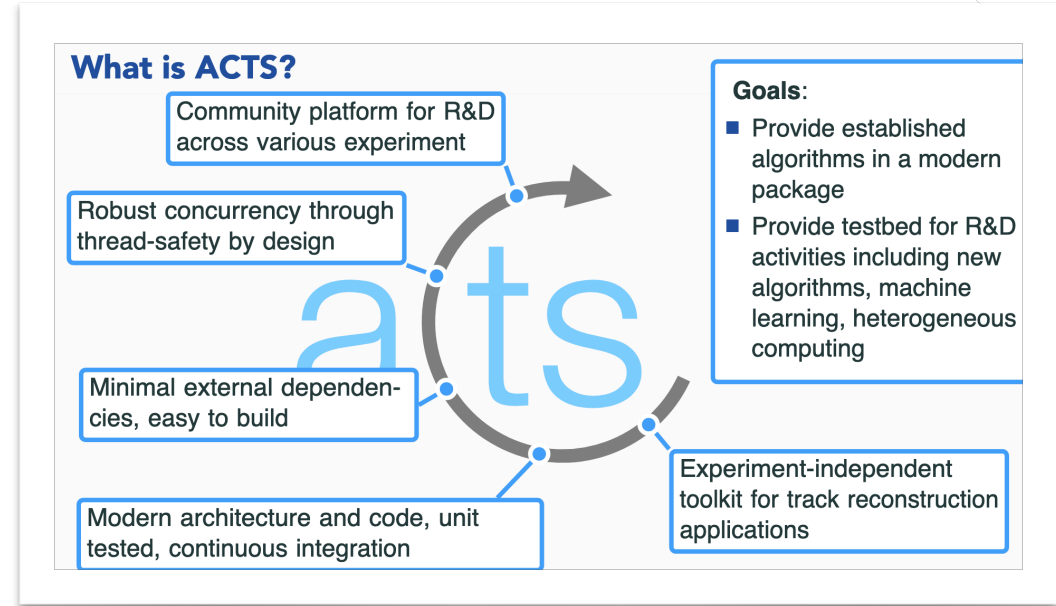 What is ACTS?
Community platform for R&D
across various experiment
Robust concurrency through
thread-safety by design
a ts
Minimal external dependen-
cies, easy to build
Modern architecture and code, unit
tested, continuous integration
Experiment-independent
toolkit for track reconstruction
applications
Goals:
Provide established
algorithms in a modern
package
Provide testbed for R&D
activities including new
algorithms, machine
learning, heterogeneous
computing